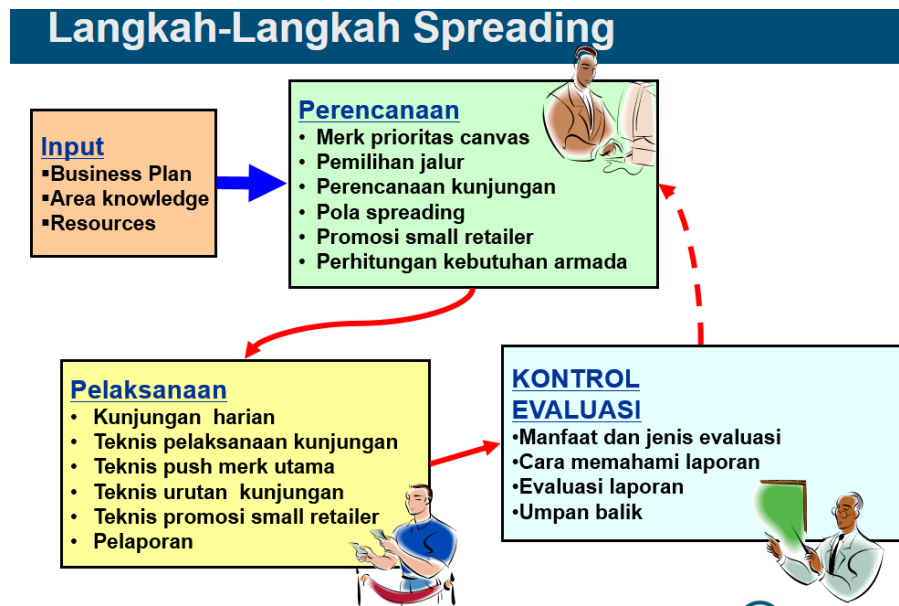 Langkah-Langkah Spreading
Input
▪Business Plan
▪Area knowledge
▪Resources
Perencanaan
• Merk prioritas canvas
• Pemilihan jalur
• Perencanaan kunjungan
• Pola spreading
• Promosi small retailer
• Perhitungan kebutuhan armada
Pelaksanaan
• Kunjungan harian
• Teknis pelaksanaan kunjungan
• Teknis push merk utama
• Teknis urutan kunjungan
• Teknis promosi small retailer
• Pelaporan
KONTROL
EVALUASI
•Manfaat dan jenis evaluasi
•Cara memahami laporan
•Evaluasi laporan
•Umpan balik